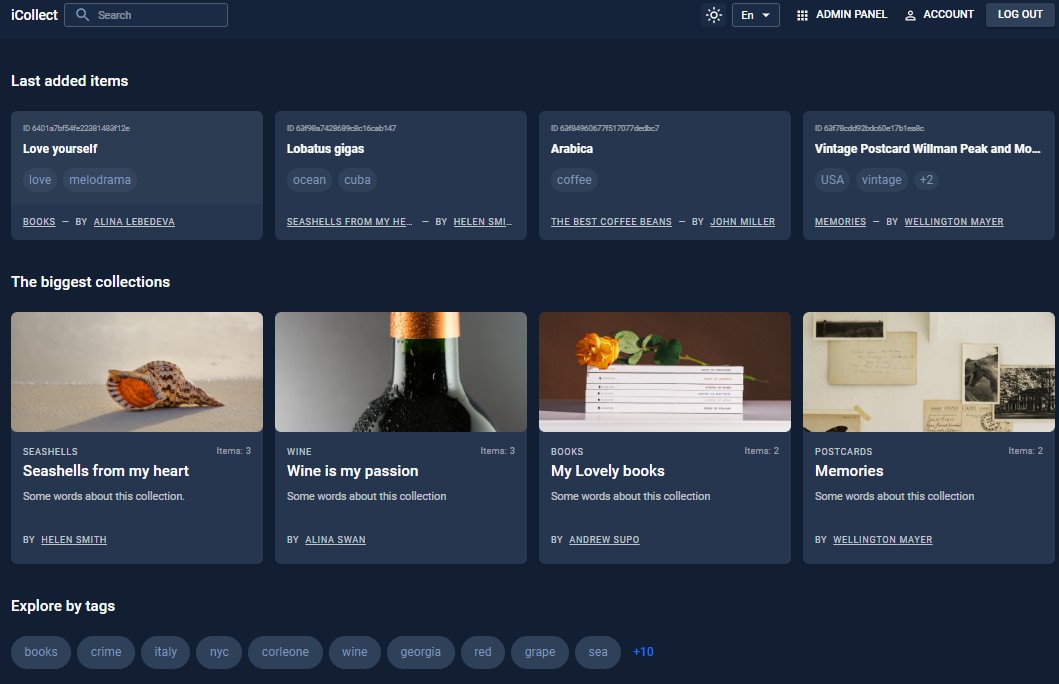 iCollect
Search
En
ADMIN PANEL
ACCOUNT
LOG OUT
Last added items
ID 6401a7bf54fe22381483f12e
Love yourself
love melodrama
BOOKS — BY ALINA LEBEDEVA
ID 63f98a7428689c8c16cab147
Lobatus gigas
ocean cuba
SEASHELLS FROM MY HE... — BY HELEN SMI...
ID 63f84960677f517077dedbc7
Arabica
coffee
THE BEST COFFEE BEANS — BY JOHN MILLER
ID 63f78cdd92bdc60e17b1ea8c
Vintage Postcard Willman Peak and Mo...
USA vintage +2
MEMORIES — BY WELLINGTON MAYER
The biggest collections
SEASHELLS Items: 3
Seashells from my heart
Some words about this collection.
BY HELEN SMITH
WINE Items: 3
Wine is my passion
Some words about this collection
BY ALINA SWAN
BOOKS Items: 2
My Lovely books
Some words about this collection
BY ANDREW SUPO
POST CARD
POSTCARDS Items: 2
Memories
Some words about this collection
BY WELLINGTON MAYER
Explore by tags
books crime italy nyc corleone wine georgia red grape sea +10